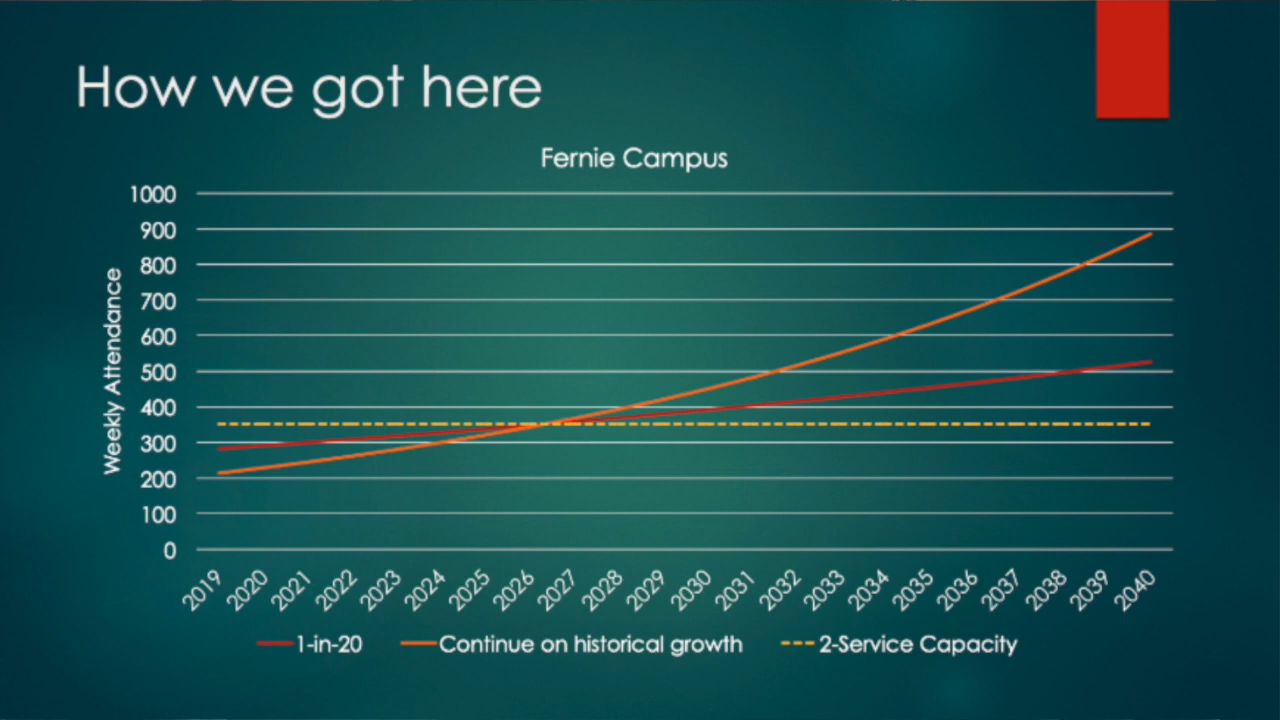 How we got here
Fernie Campus
Weekly Attendance
1000
900
800
700
600
500
400
300
200
100
0
2019 2020 2021 2022 2023 2024 2025 2026 2027 2028 2029 2030 2031 2032 2033 2034 2035 2036 2037 2038 2039 2040
1-in-20 Continue on historical growth 2-Service Capacity